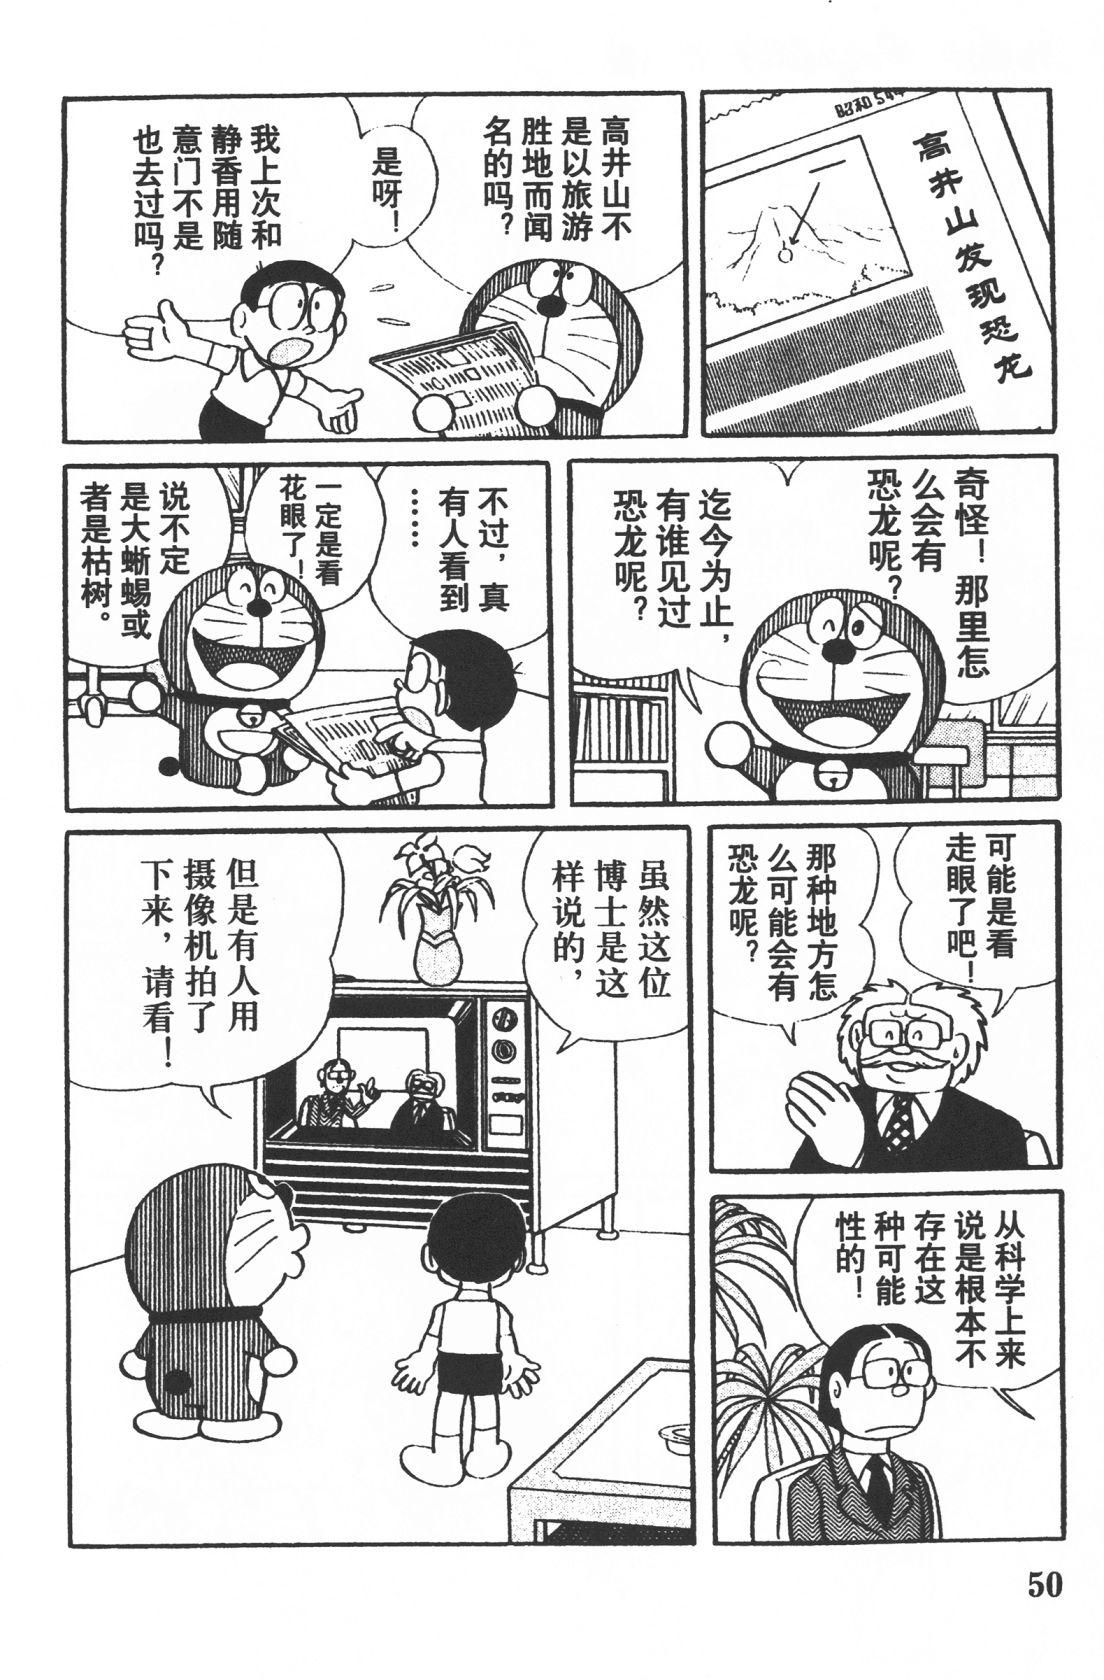 昭和54
高井山发现恐龙
高井山不
是以旅游
胜地而闻
名的吗？
是呀！
我上次和
静香用随
意门不是
也去过吗？
奇怪！那里怎
么会有
恐龙呢？
迄今为止，
有谁见过
恐龙呢？
不过，真
有人看到
……
一定是看
花眼了！
说不定
是大蜥蜴或
者是枯树。
可能是看
走眼了吧！
那种地方怎
么可能会有
恐龙呢？
从科学上来
说是根本不
存在这
种可能
性的！
虽然这位
博士是这
样说的，
但是有人用
摄像机拍了
下来，请看！
50